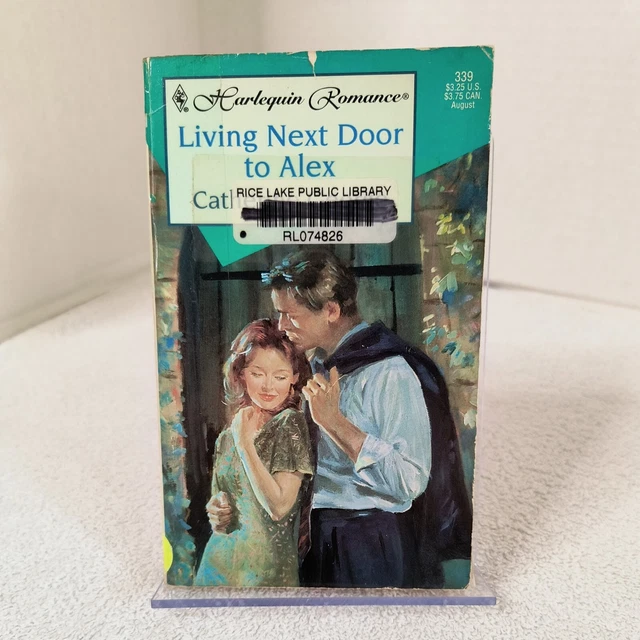 Harlequin Romance®
339
$3.25 U.S.
$3.75 CAN.
August
Living Next Door
to Alex
RICE LAKE PUBLIC LIBRARY
RL074826